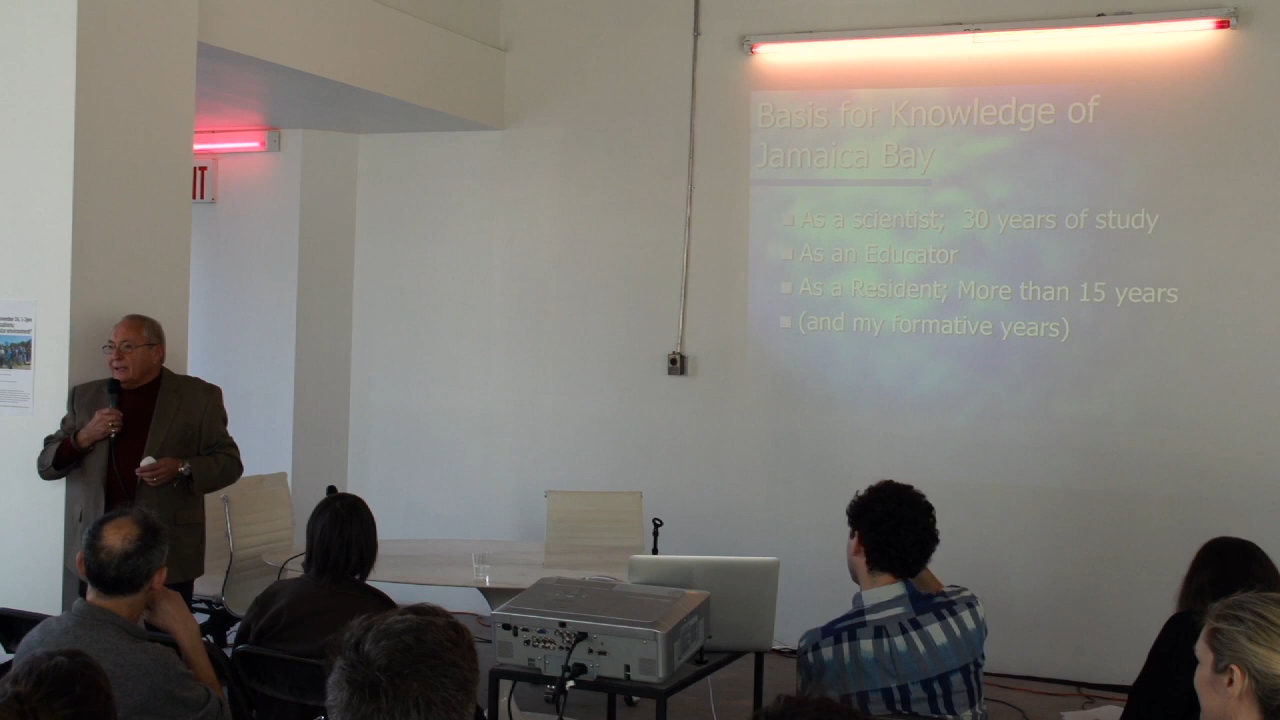 Basis for Knowledge of
Jamaica Bay
As a scientist; 30 years of study
As an Educator
As a Resident; More than 15 years
(and my formative years)
IT